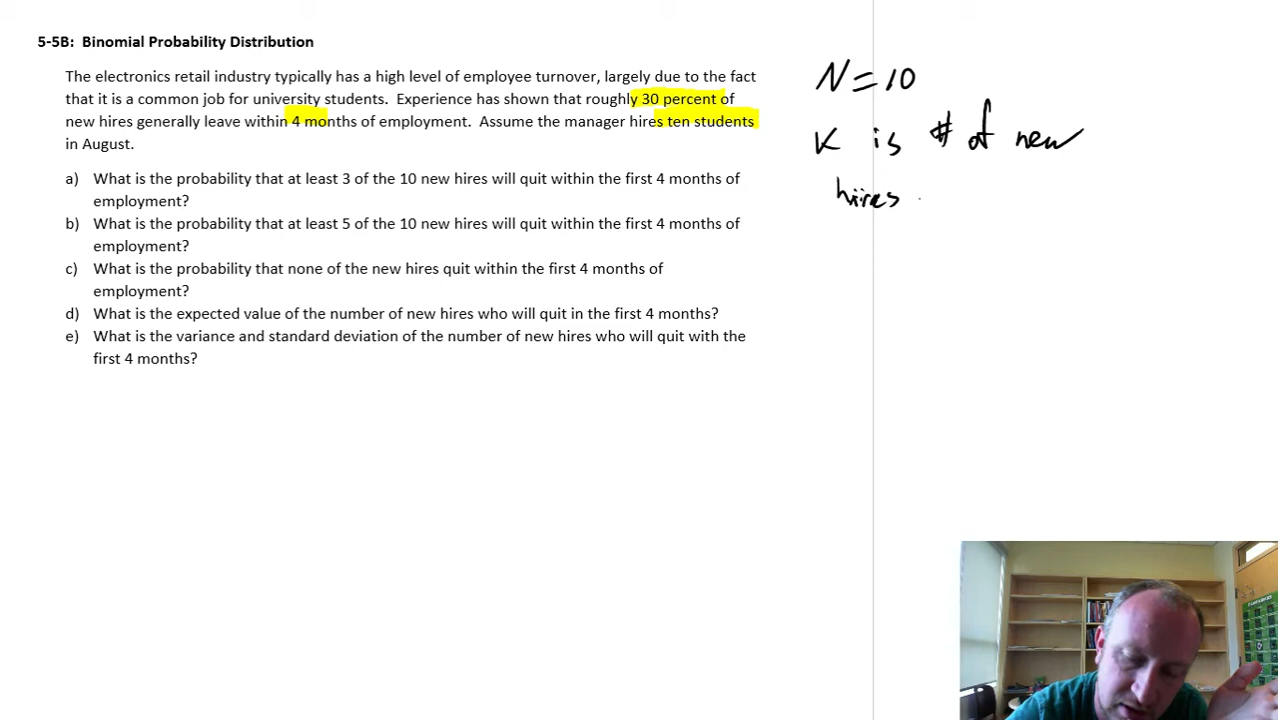 5-5B: Binomial Probability Distribution
The electronics retail industry typically has a high level of employee turnover, largely due to the fact
that it is a common job for university students. Experience has shown that roughly 30 percent of
new hires generally leave within 4 months of employment. Assume the manager hires ten students
in August.
a) What is the probability that at least 3 of the 10 new hires will quit within the first 4 months of
employment?
b) What is the probability that at least 5 of the 10 new hires will quit within the first 4 months of
employment?
c) What is the probability that none of the new hires quit within the first 4 months of
employment?
d) What is the expected value of the number of new hires who will quit in the first 4 months?
e) What is the variance and standard deviation of the number of new hires who will quit with the
first 4 months?
N=10
K is # of new
hires